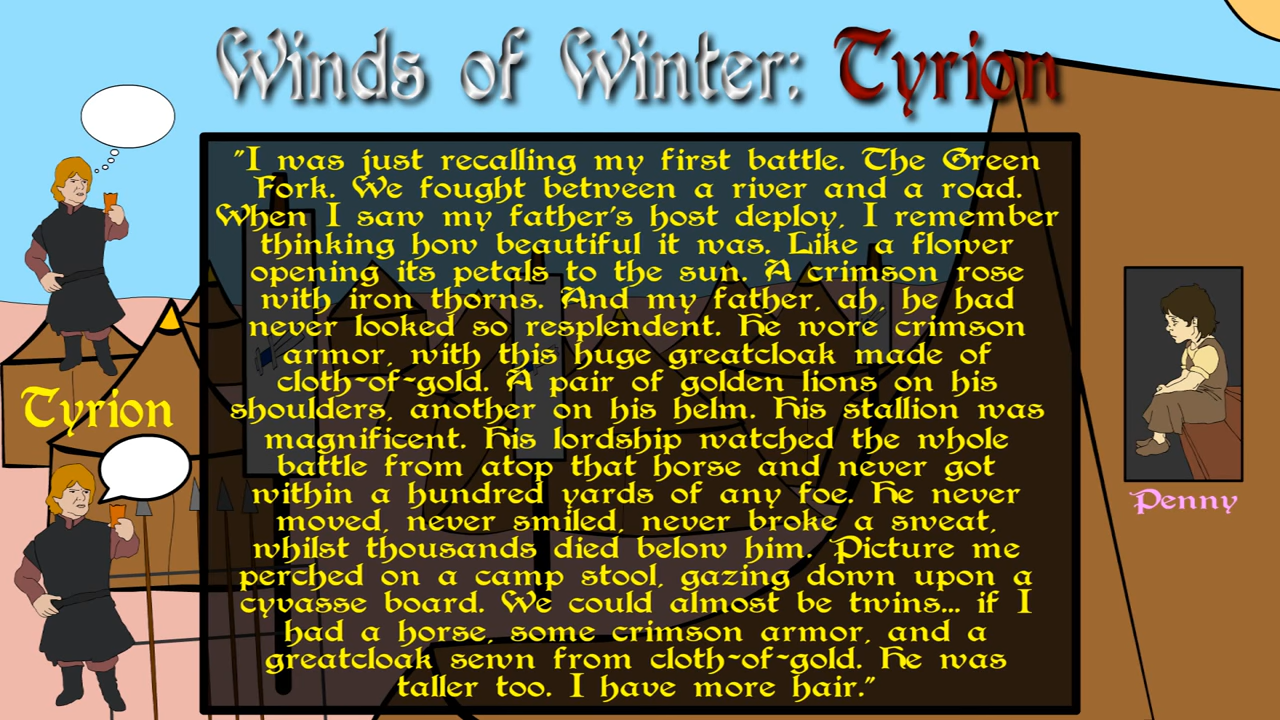 Winds of Winter: Tyrion
"I was just recalling my first battle. The Green
Fork. We fought between a river and a road.
When I saw my father's host deploy, I remember
thinking how beautiful it was. Like a flower
opening its petals to the sun. A crimson rose
with iron thorns. And my father, ah, he had
never looked so resplendent. He wore crimson
armor, with this huge greatcloak made of
cloth-of-gold. A pair of golden lions on his
shoulders, another on his helm. His stallion was
magnificent. His lordship watched the whole
battle from atop that horse and never got
within a hundred yards of any foe. He never
moved, never smiled, never broke a sweat,
whilst thousands died below him. Picture me
perched on a camp stool, gazing down upon a
cyvasse board. We could almost be twins... if I
had a horse, some crimson armor, and a
greatcloak sewn from cloth-of-gold. He was
taller too. I have more hair."
Tyrion
Penny